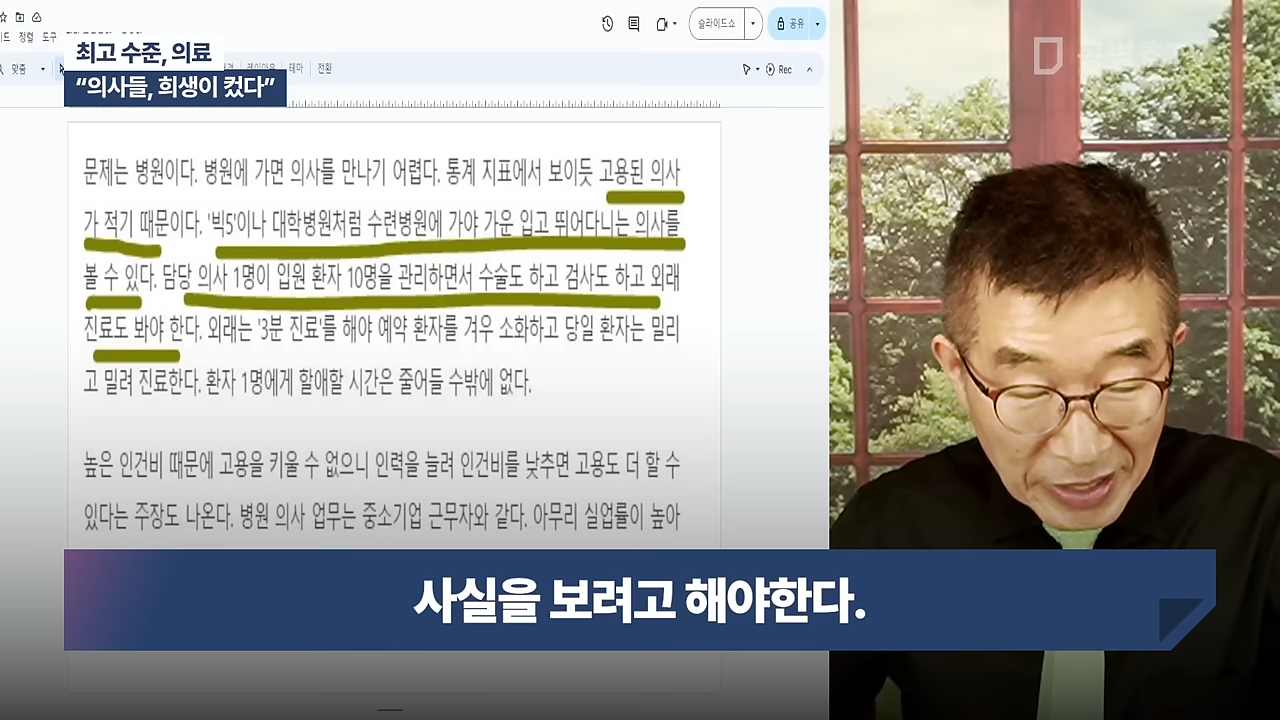 정렬 도구
슬라이드쇼
공유
최고 수준, 의료
맞춤
테마
전환
Rec
“의사들, 희생이 컸다”
문제는 병원이다. 병원에 가면 의사를 만나기 어렵다. 통계 지표에서 보이듯 고용된 의사
가 적기 때문이다. '빅5'이나 대학병원처럼 수련병원에 가야 가운 입고 뛰어다니는 의사를
볼 수 있다. 담당 의사 1명이 입원 환자 10명을 관리하면서 수술도 하고 검사도 하고 외래
진료도 봐야 한다. 외래는 '3분 진료'를 해야 예약 환자를 겨우 소화하고 당일 환자는 밀리
고 밀려 진료한다. 환자 1명에게 할애할 시간은 줄어들 수밖에 없다.
높은 인건비 때문에 고용을 키울 수 없으니 인력을 늘려 인건비를 낮추면 고용도 더 할 수
있다는 주장도 나온다. 병원 의사 업무는 중소기업 근무자와 같다. 아무리 실업률이 높아
사실을 보려고 해야한다.